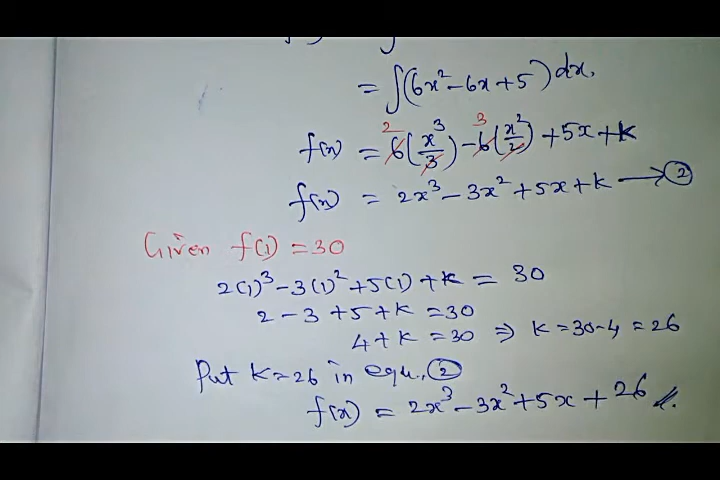 = ∫(6x² - 6x + 5) dx,
f(x) = 6(x³/3) - 6(x²/2) + 5x + k
2 3
f(x) = 2x³ - 3x² + 5x + k → ②
Given f(1) = 30
2(1)³ - 3(1)² + 5(1) + k = 30
2 - 3 + 5 + k = 30
4 + k = 30 ⇒ k = 30 - 4 = 26
Put k = 26 in equ., ②
f(x) = 2x³ - 3x² + 5x + 26 //.